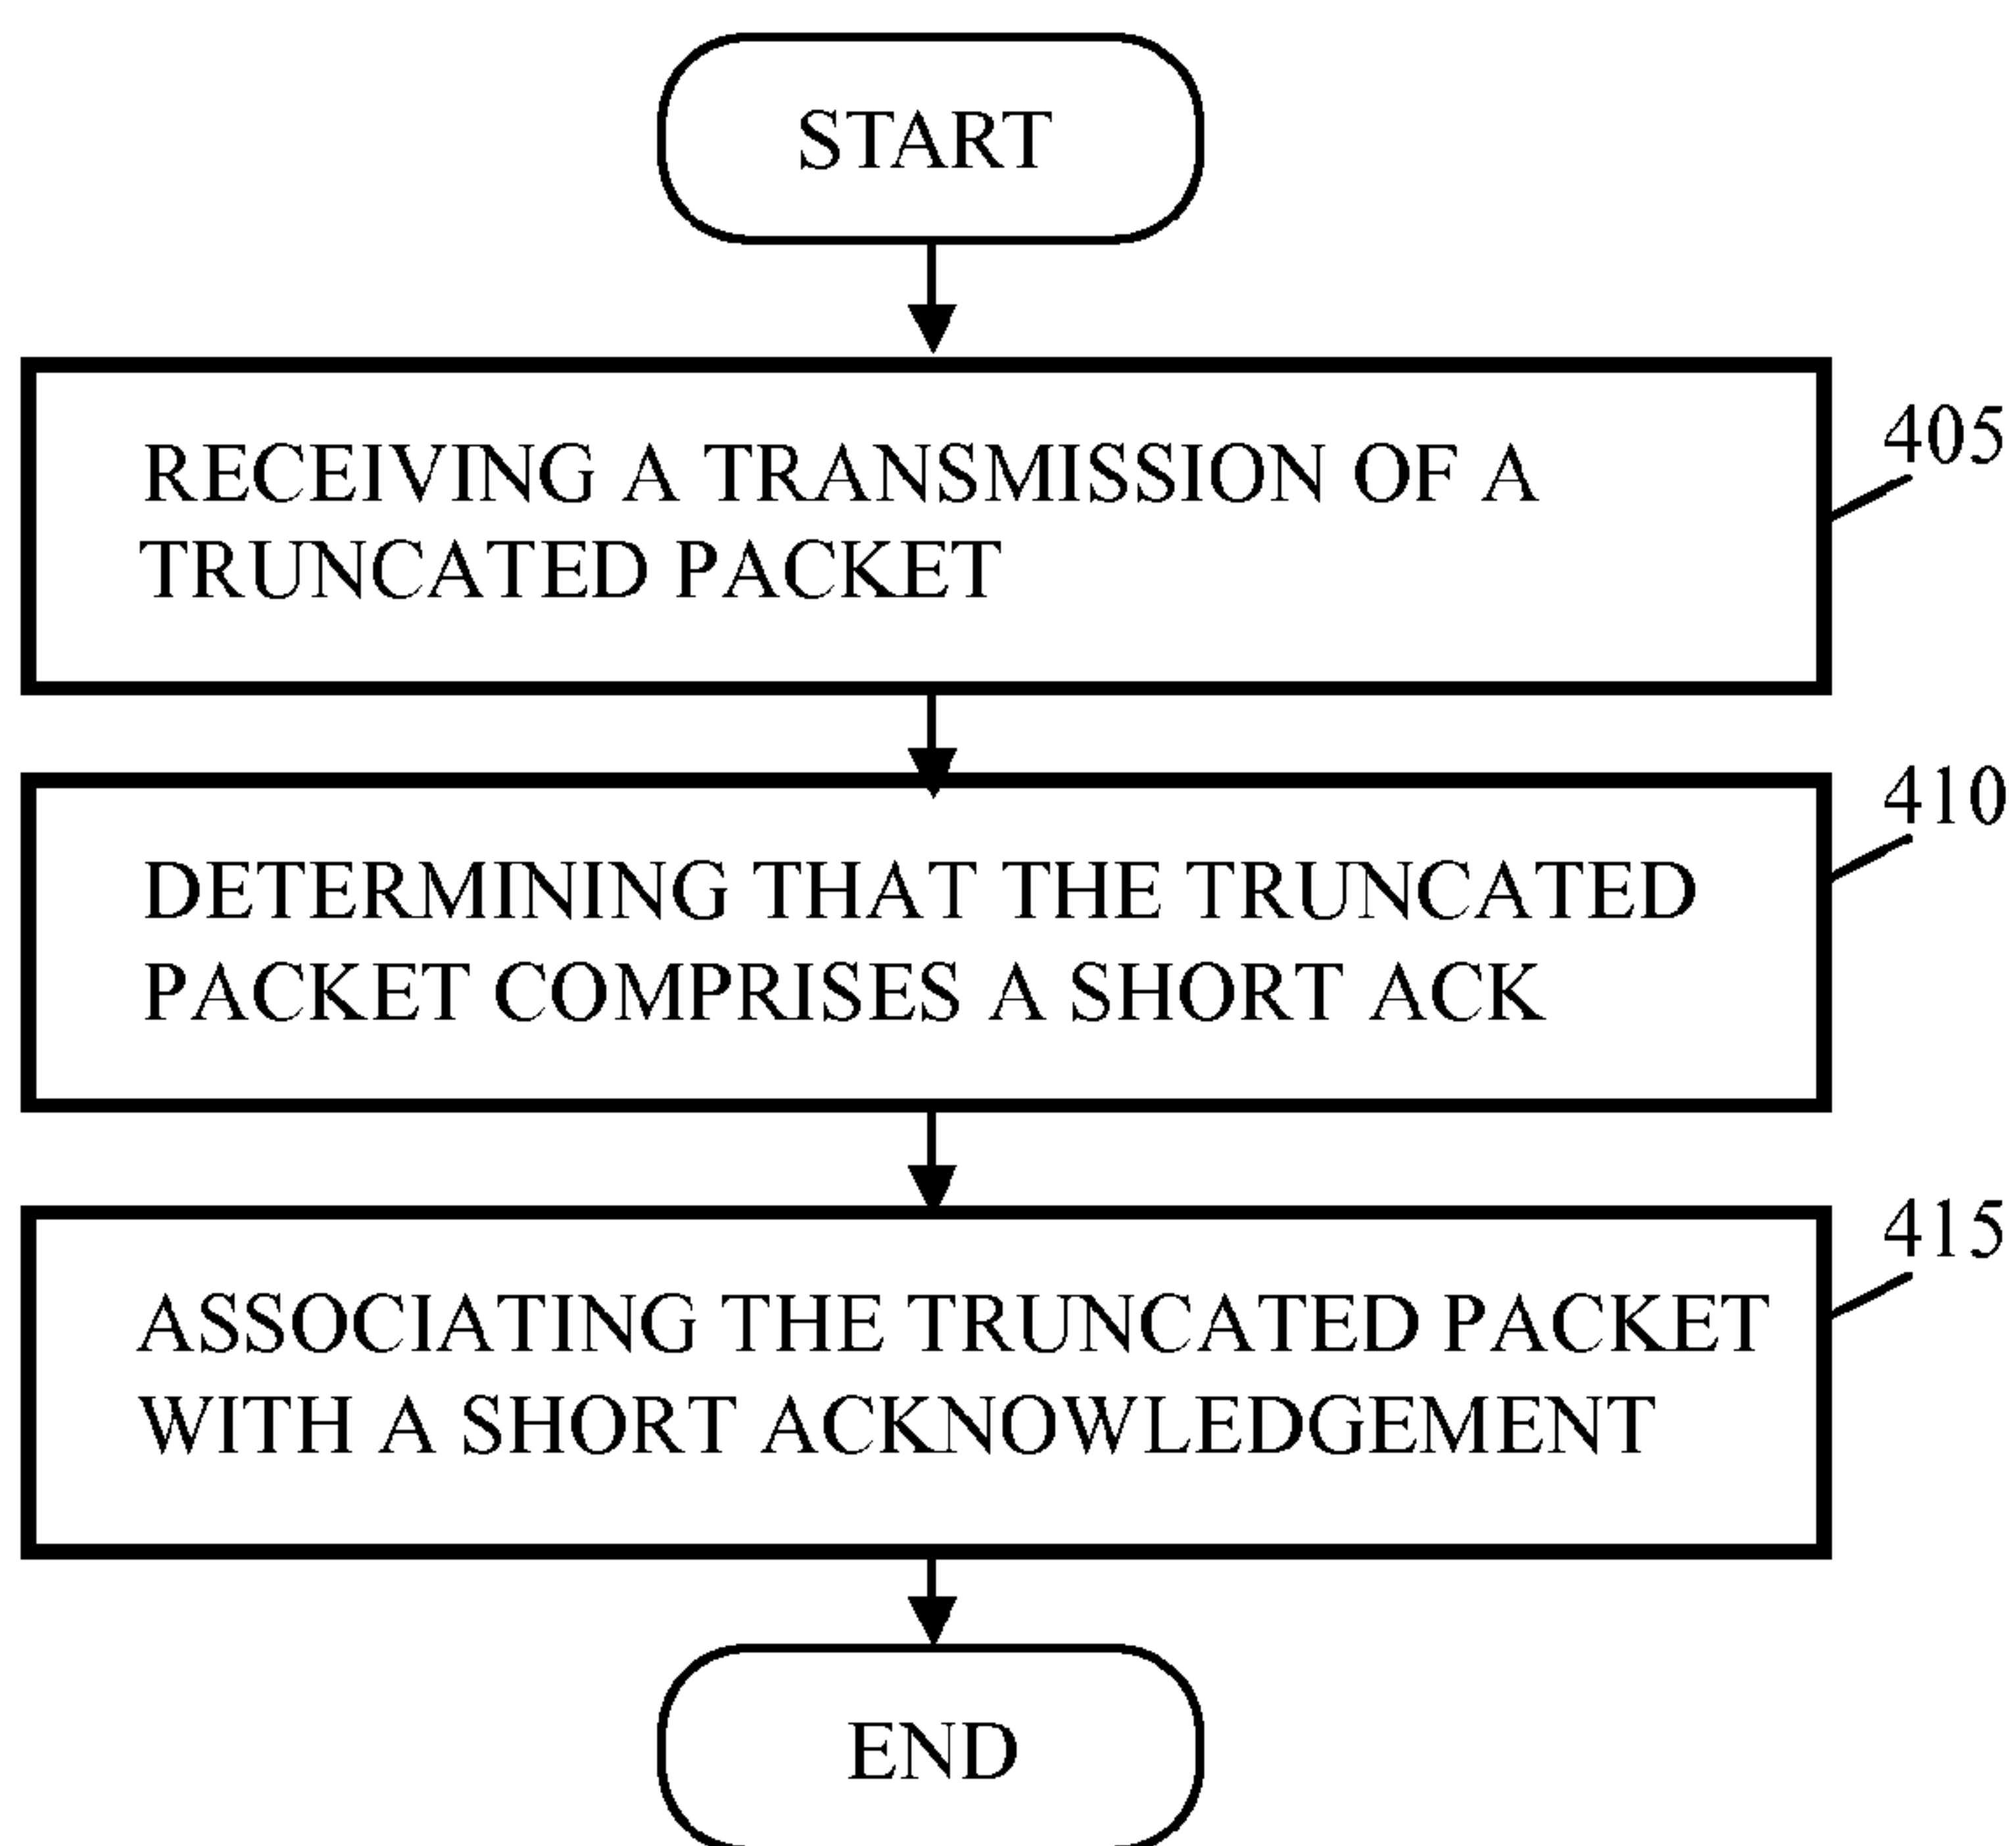 START
405
RECEIVING A TRANSMISSION OF A
TRUNCATED PACKET
410
DETERMINING THAT THE TRUNCATED
PACKET COMPRISES A SHORT ACK
415
ASSOCIATING THE TRUNCATED PACKET
WITH A SHORT ACKNOWLEDGEMENT
END